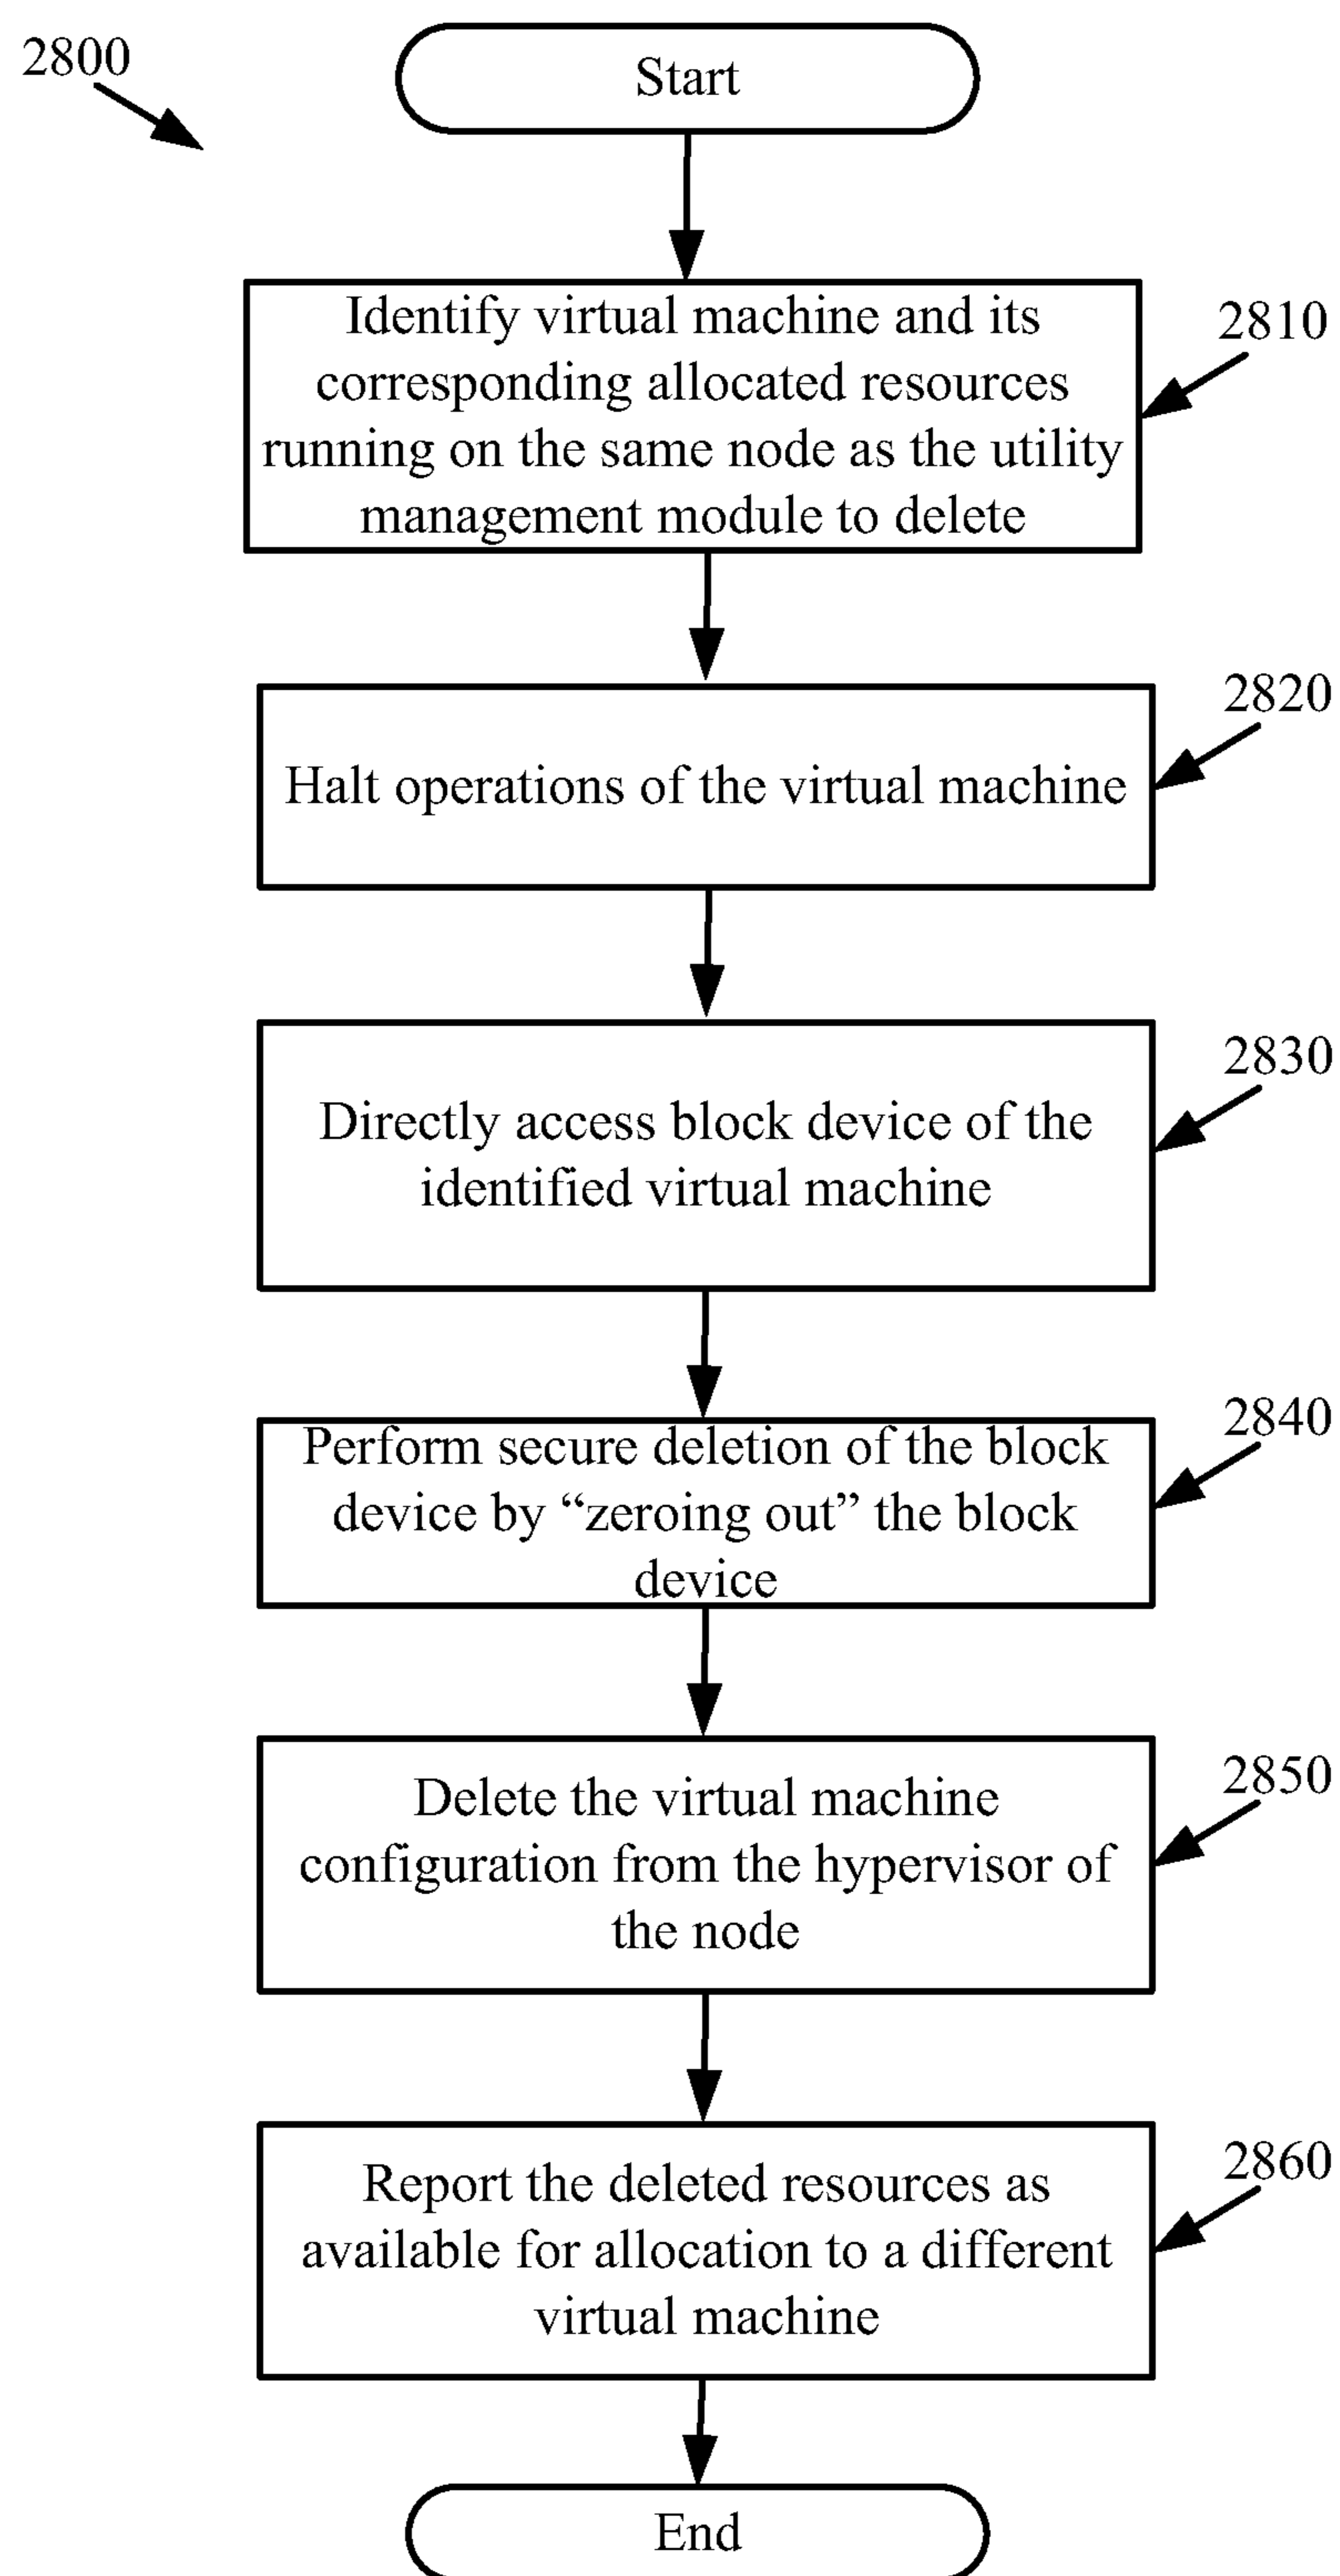 2800
Start
Identify virtual machine and its
corresponding allocated resources
running on the same node as the utility
management module to delete
2810
Halt operations of the virtual machine
2820
Directly access block device of the
identified virtual machine
2830
Perform secure deletion of the block
device by “zeroing out” the block
device
2840
Delete the virtual machine
configuration from the hypervisor of
the node
2850
Report the deleted resources as
available for allocation to a different
virtual machine
2860
End